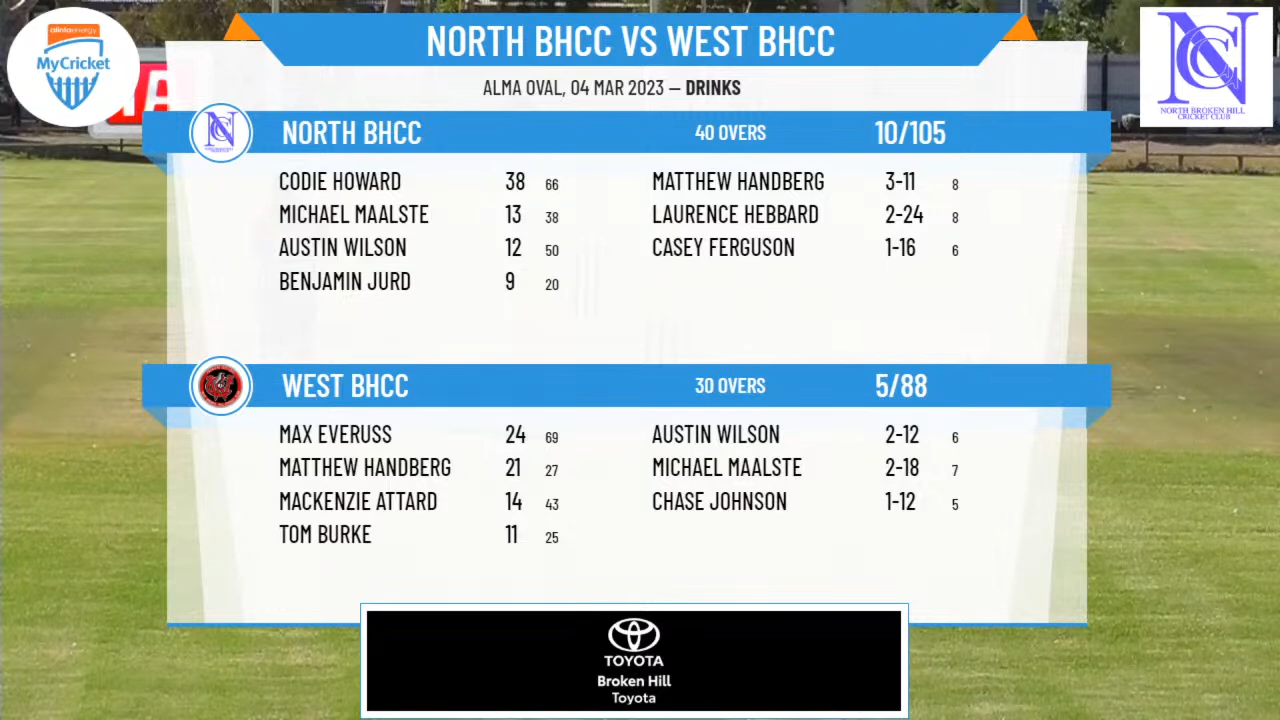 alintaenergy
MyCricket
NORTH BHCC VS WEST BHCC
NORTH BROKEN HILL
CRICKET CLUB
ALMA OVAL, 04 MAR 2023 — DRINKS
NORTH BHCC 40 OVERS 10/105
CODIE HOWARD 38 66 MATTHEW HANDBERG 3-11 8
MICHAEL MAALSTE 13 38 LAURENCE HEBBARD 2-24 8
AUSTIN WILSON 12 50 CASEY FERGUSON 1-16 6
BENJAMIN JURD 9 20
WEST BHCC 30 OVERS 5/88
MAX EVERUSS 24 69 AUSTIN WILSON 2-12 6
MATTHEW HANDBERG 21 27 MICHAEL MAALSTE 2-18 7
MACKENZIE ATTARD 14 43 CHASE JOHNSON 1-12 5
TOM BURKE 11 25
TOYOTA
Broken Hill
Toyota